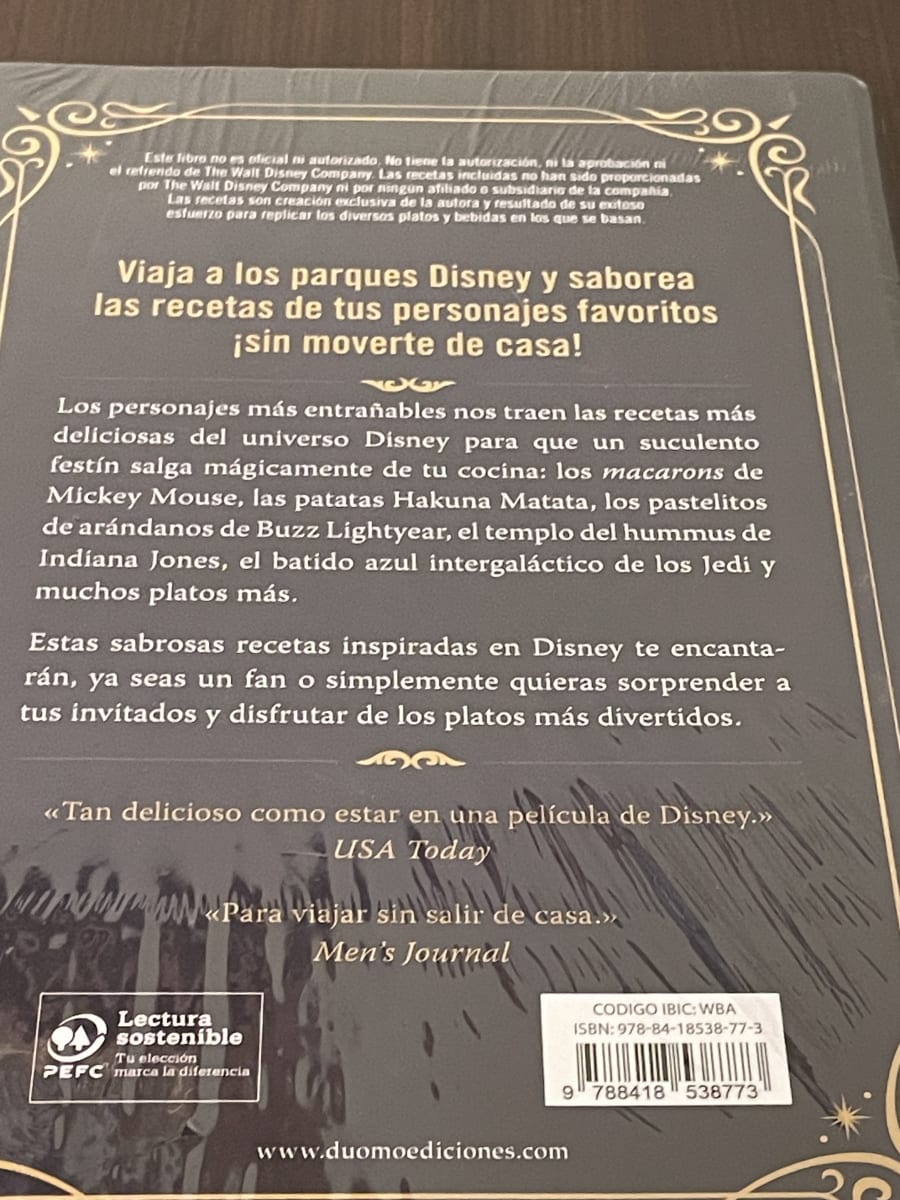 Este libro no es oficial ni autorizado. No tiene la autorización, ni la aprobación ni
el refrendo de The Walt Disney Company. Las recetas incluidas no han sido proporcionadas
por The Walt Disney Company ni por ningún afiliado o subsidiario de la compañía.
Las recetas son creación exclusiva de la autora y resultado de su exitoso
esfuerzo para replicar los diversos platos y bebidas en los que se basan.
Viaja a los parques Disney y saborea
las recetas de tus personajes favoritos
¡sin moverte de casa!
Los personajes más entrañables nos traen las recetas más
deliciosas del universo Disney para que un suculento
festín salga mágicamente de tu cocina: los macarons de
Mickey Mouse, las patatas Hakuna Matata, los pastelitos
de arándanos de Buzz Lightyear, el templo del hummus de
Indiana Jones, el batido azul intergaláctico de los Jedi y
muchos platos más.
Estas sabrosas recetas inspiradas en Disney te encanta-
rán, ya seas un fan o simplemente quieras sorprender a
tus invitados y disfrutar de los platos más divertidos.
«Tan delicioso como estar en una película de Disney.»
USA Today
«Para viajar sin salir de casa.»
Men's Journal
Lectura
sostenible
Tu elección
marca la diferencia
PEFC
CODIGO IBIC: WBA
ISBN: 978-84-18538-77-3
9 788418 538773
www.duomoediciones.com